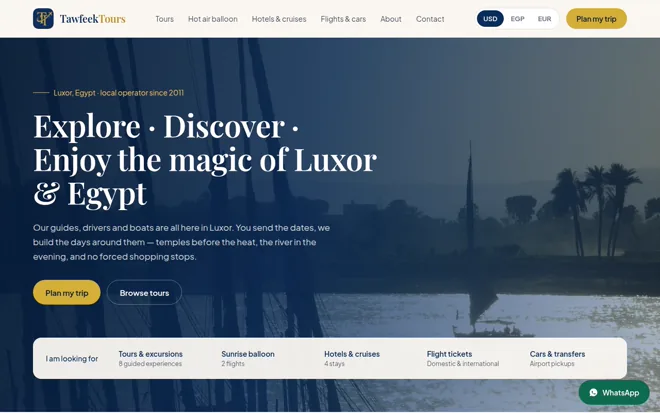 TawfeekTours
Tours
Hot air balloon
Hotels & cruises
Flights & cars
About
Contact
USD
EGP
EUR
Plan my trip
Luxor, Egypt · local operator since 2011
Explore · Discover ·
Enjoy the magic of Luxor
& Egypt
Our guides, drivers and boats are all here in Luxor. You send the dates, we
build the days around them — temples before the heat, the river in the
evening, and no forced shopping stops.
Plan my trip
Browse tours
I am looking for
Tours & excursions
8 guided experiences
Sunrise balloon
2 flights
Hotels & cruises
4 stays
Flight tickets
Domestic & international
Cars & transfers
Airport pickups
WhatsApp